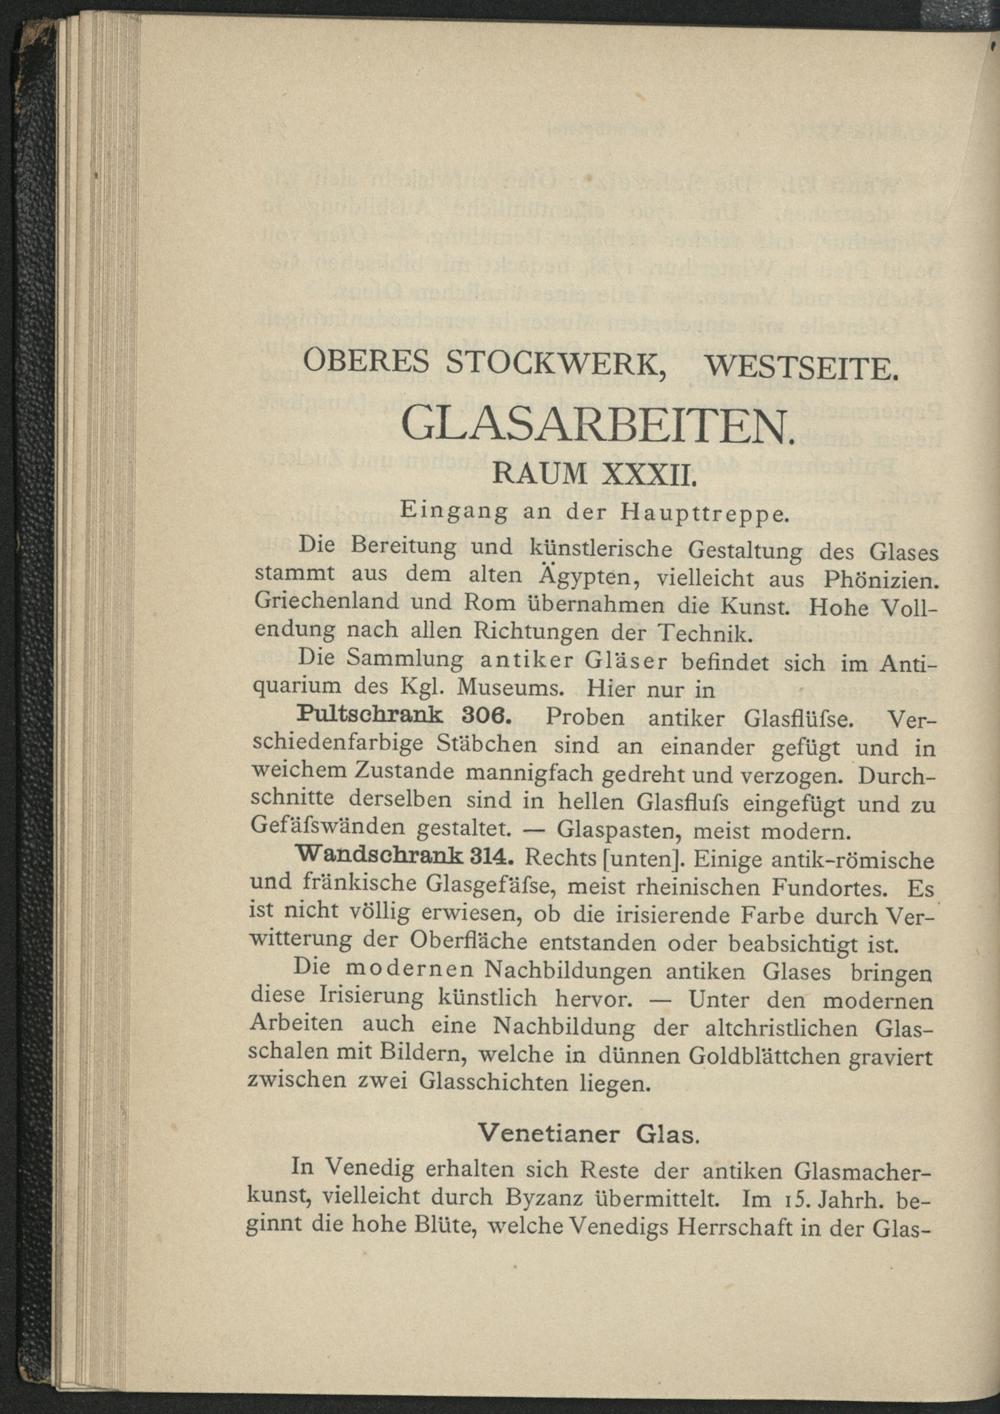 OBERES STOCKWERK, WESTSEITE.
GLASARBEITEN.
RAUM XXXII.
Eingang an der Haupttreppe.
Die Bereitung und künstlerische Gestaltung des Glases
stammt aus dem alten Ägypten, vielleicht aus Phönizien.
Griechenland und Rom übernahmen die Kunst. Hohe Voll-
endung nach allen Richtungen der Technik.
Die Sammlung antiker Gläser befindet sich im Anti-
quarium des Kgl. Museums. Hier nur in
Pultschrank 306. Proben antiker Glasflüſse. Ver-
schiedenfarbige Stäbchen sind an einander gefügt und in
weichem Zustande mannigfach gedreht und verzogen. Durch-
schnitte derselben sind in hellen Glasfluſs eingefügt und zu
Gefäſswänden gestaltet. — Glaspasten, meist modern.
Wandschrank 314. Rechts [unten]. Einige antik-römische
und fränkische Glasgefäſse, meist rheinischen Fundortes. Es
ist nicht völlig erwiesen, ob die irisierende Farbe durch Ver-
witterung der Oberfläche entstanden oder beabsichtigt ist.
Die modernen Nachbildungen antiken Glases bringen
diese Irisierung künstlich hervor. — Unter den modernen
Arbeiten auch eine Nachbildung der altchristlichen Glas-
schalen mit Bildern, welche in dünnen Goldblättchen graviert
zwischen zwei Glasschichten liegen.
Venetianer Glas.
In Venedig erhalten sich Reste der antiken Glasmacher-
kunst, vielleicht durch Byzanz übermittelt. Im 15. Jahrh. be-
ginnt die hohe Blüte, welche Venedigs Herrschaft in der Glas-